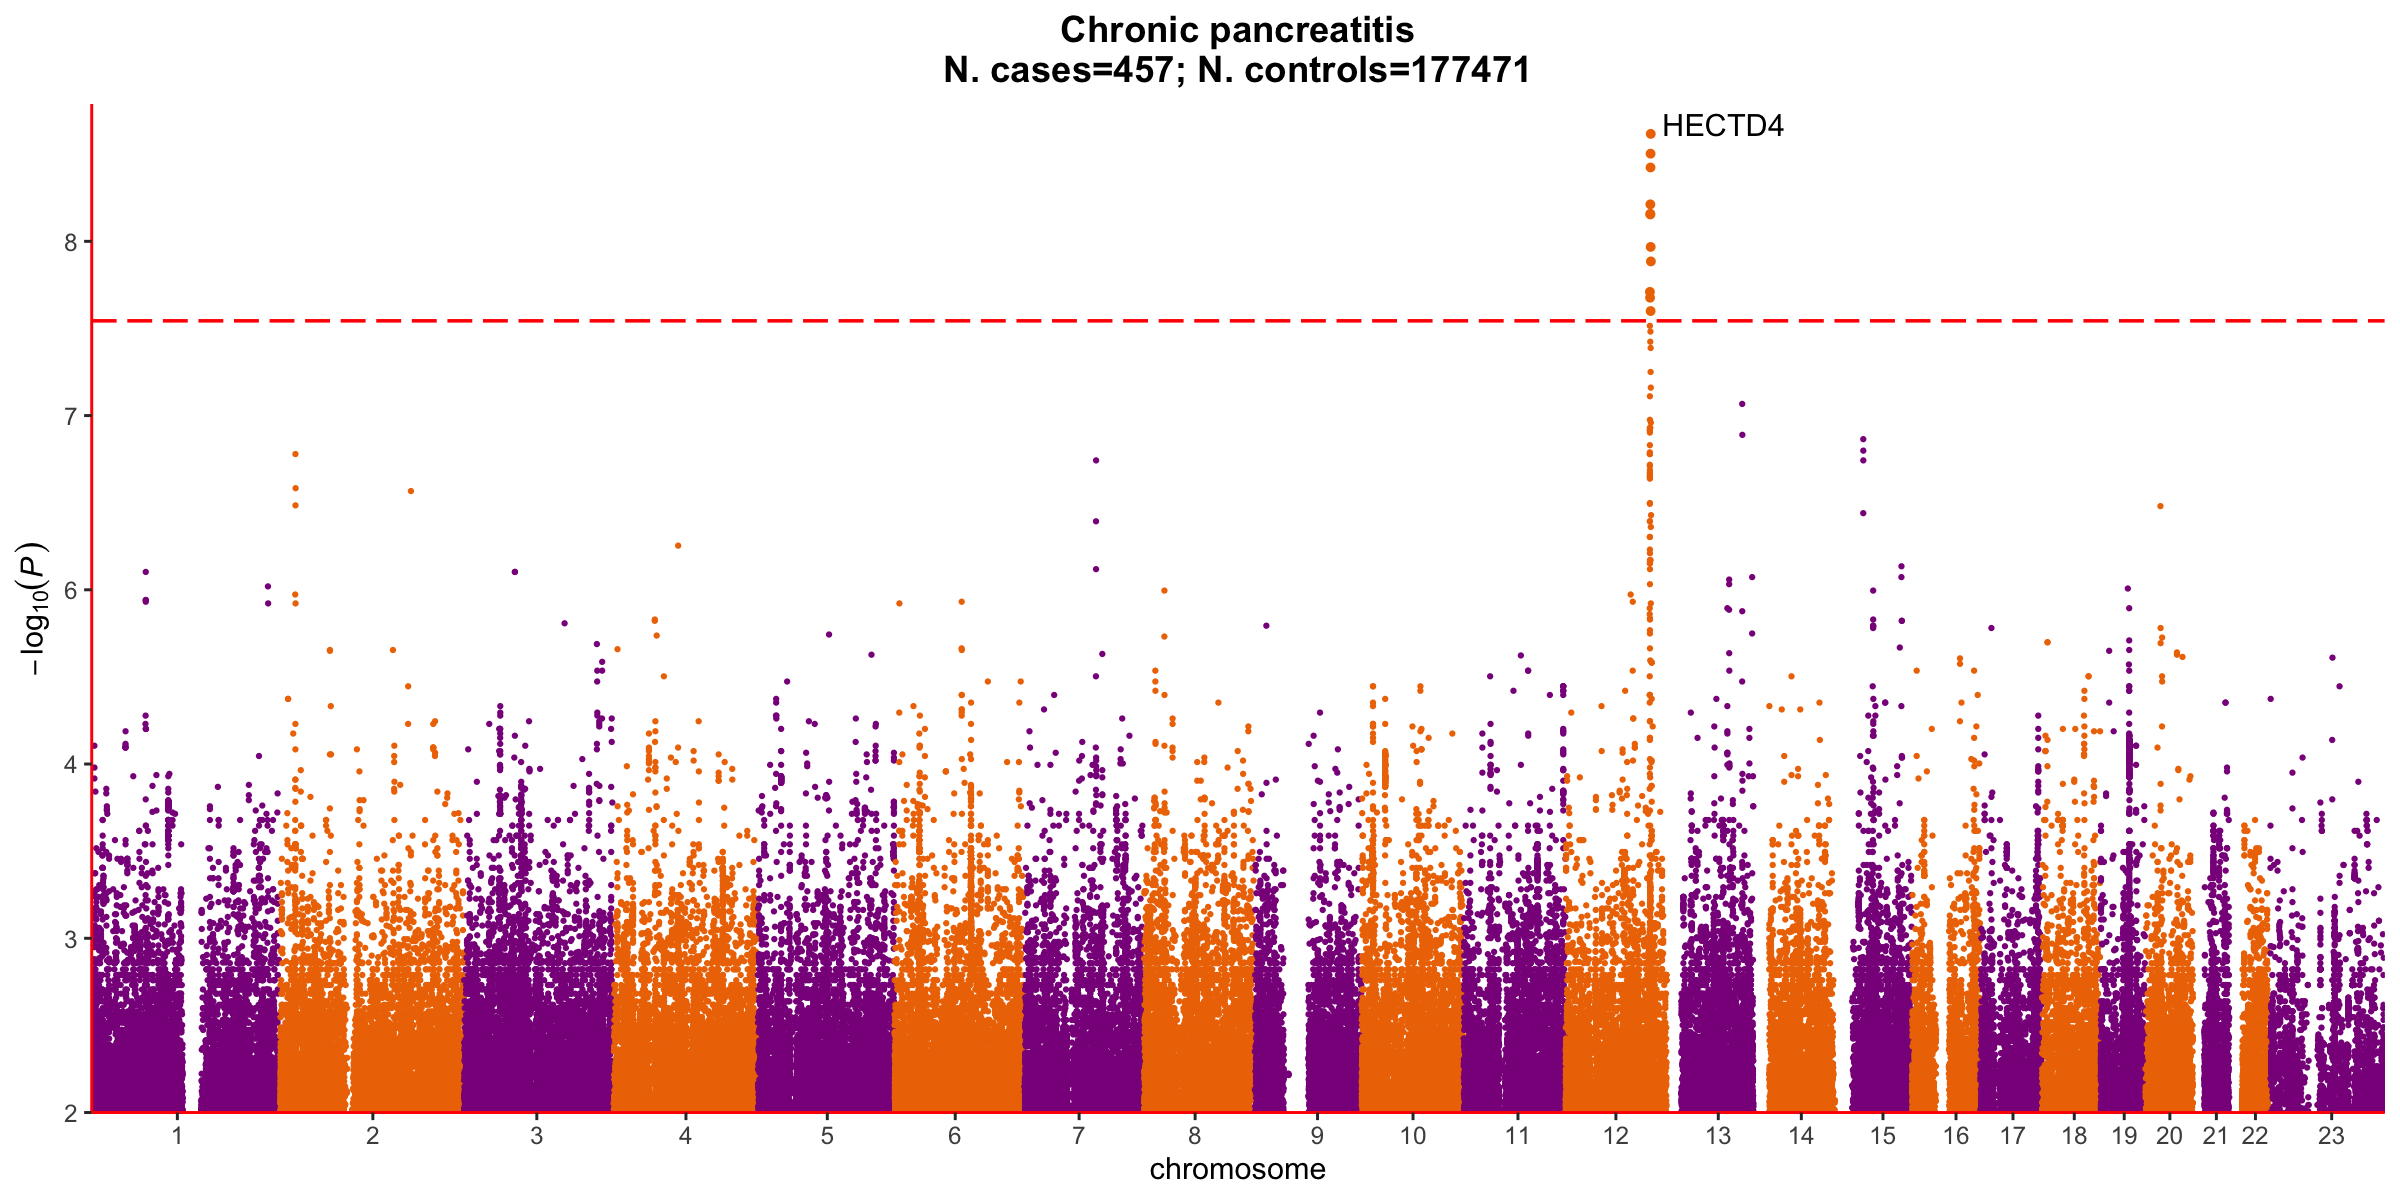 Chronic pancreatitis
N. cases=457; N. controls=177471
HECTD4
8
7
6
4
3
2
−log10(P)
1 2 3 4 5 6 7 8 9 10 11 12 13 14 15 16 17 18 19 20 21 22 23
chromosome